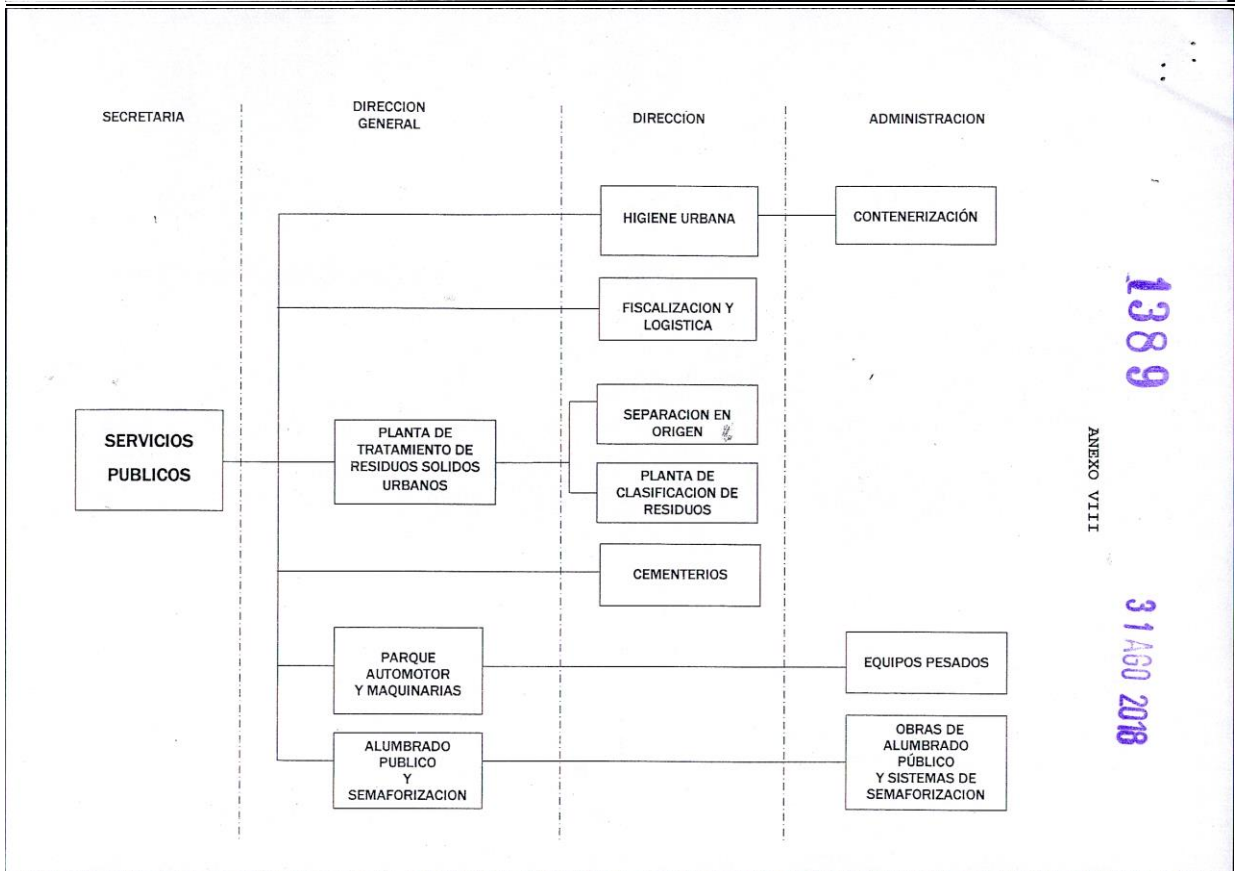 SECRETARIA
DIRECCION
GENERAL
DIRECCION
ADMINISTRACION
HIGIENE URBANA
CONTENERIZACIÓN
FISCALIZACION Y
LOGISTICA
SERVICIOS
PUBLICOS
PLANTA DE
TRATAMIENTO DE
RESIDUOS SOLIDOS
URBANOS
SEPARACION EN
ORIGEN
PLANTA DE
CLASIFICACION DE
RESIDUOS
CEMENTERIOS
PARQUE
AUTOMOTOR
Y MAQUINARIAS
EQUIPOS PESADOS
ALUMBRADO
PUBLICO
Y
SEMAFORIZACION
OBRAS DE
ALUMBRADO
PÚBLICO
Y SISTEMAS DE
SEMAFORIZACION
1389
ANEXO VIII
31 AGO 2018